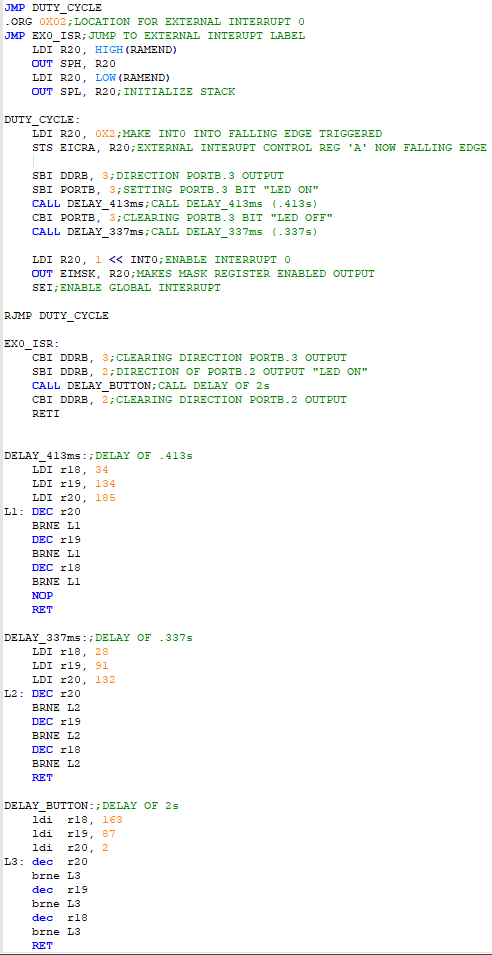 JMP DUTY_CYCLE
.ORG 0X02;LOCATION FOR EXTERNAL INTERRUPT 0
JMP EX0_ISR;JUMP TO EXTERNAL INTERUPT LABEL
LDI R20, HIGH(RAMEND)
OUT SPH, R20
LDI R20, LOW(RAMEND)
OUT SPL, R20;INITIALIZE STACK
DUTY_CYCLE:
LDI R20, 0X2;MAKE INT0 INTO FALLING EDGE TRIGGERED
STS EICRA, R20;EXTERNAL INTERUPT CONTROL REG 'A' NOW FALLING EDGE
SBI DDRB, 3;DIRECTION PORTB.3 OUTPUT
SBI PORTB, 3;SETTING PORTB.3 BIT "LED ON"
CALL DELAY_413ms;CALL DELAY_413ms (.413s)
CBI PORTB, 3;CLEARING PORTB.3 BIT "LED OFF"
CALL DELAY_337ms;CALL DELAY_337ms (.337s)
LDI R20, 1 << INT0;ENABLE INTERRUPT 0
OUT EIMSK, R20;MAKES MASK REGISTER ENABLED OUTPUT
SEI;ENABLE GLOBAL INTERRUPT
RJMP DUTY_CYCLE
EX0_ISR:
CBI DDRB, 3;CLEARING DIRECTION PORTB.3 OUTPUT
SBI DDRB, 2;DIRECTION OF PORTB.2 OUTPUT "LED ON"
CALL DELAY_BUTTON;CALL DELAY OF 2s
CBI DDRB, 2;CLEARING DIRECTION PORTB.2 OUTPUT
RETI
DELAY_413ms:;DELAY OF .413s
LDI r18, 34
LDI r19, 134
LDI r20, 185
L1: DEC r20
BRNE L1
DEC r19
BRNE L1
DEC r18
BRNE L1
NOP
RET
DELAY_337ms:;DELAY OF .337s
LDI r18, 28
LDI r19, 91
LDI r20, 132
L2: DEC r20
BRNE L2
DEC r19
BRNE L2
DEC r18
BRNE L2
RET
DELAY_BUTTON:;DELAY OF 2s
ldi r18, 163
ldi r19, 87
ldi r20, 2
L3: dec r20
brne L3
dec r19
brne L3
dec r18
brne L3
RET